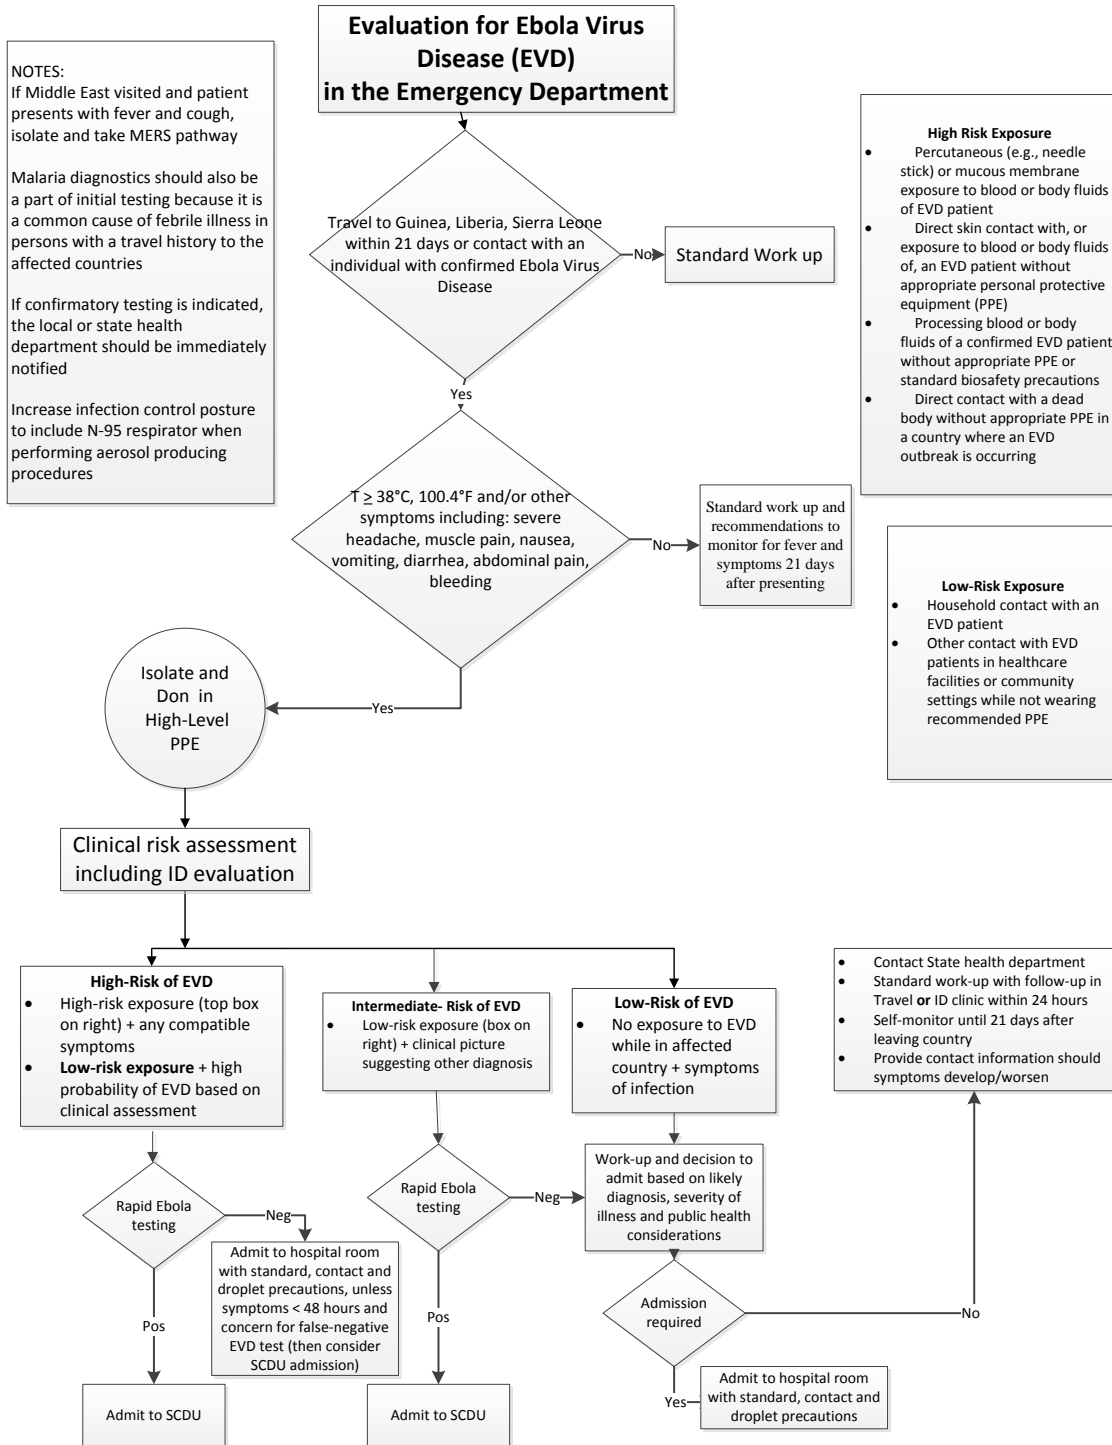 Evaluation for Ebola Virus
Disease (EVD)
in the Emergency Department
NOTES:
If Middle East visited and patient
presents with fever and cough,
isolate and take MERS pathway
Malaria diagnostics should also be
a part of initial testing because it is
a common cause of febrile illness in
persons with a travel history to the
affected countries
If confirmatory testing is indicated,
the local or state health
department should be immediately
notified
Increase infection control posture
to include N-95 respirator when
performing aerosol producing
procedures
Travel to Guinea, Liberia, Sierra Leone
within 21 days or contact with an
individual with confirmed Ebola Virus
Disease
No
Standard Work up
High Risk Exposure
• Percutaneous (e.g., needle
stick) or mucous membrane
exposure to blood or body fluids
of EVD patient
• Direct skin contact with, or
exposure to blood or body fluids
of, an EVD patient without
appropriate personal protective
equipment (PPE)
• Processing blood or body
fluids of a confirmed EVD patient
without appropriate PPE or
standard biosafety precautions
• Direct contact with a dead
body without appropriate PPE in
a country where an EVD
outbreak is occurring
Yes
T ≥ 38°C, 100.4°F and/or other
symptoms including: severe
headache, muscle pain, nausea,
vomiting, diarrhea, abdominal pain,
bleeding
No
Standard work up and
recommendations to
monitor for fever and
symptoms 21 days
after presenting
Low-Risk Exposure
• Household contact with an
EVD patient
• Other contact with EVD
patients in healthcare
facilities or community
settings while not wearing
recommended PPE
Yes
Isolate and
Don in
High-Level
PPE
Clinical risk assessment
including ID evaluation
High-Risk of EVD
• High-risk exposure (top box
on right) + any compatible
symptoms
• Low-risk exposure + high
probability of EVD based on
clinical assessment
Intermediate- Risk of EVD
• Low-risk exposure (box on
right) + clinical picture
suggesting other diagnosis
Low-Risk of EVD
• No exposure to EVD
while in affected
country + symptoms
of infection
• Contact State health department
• Standard work-up with follow-up in
Travel or ID clinic within 24 hours
• Self-monitor until 21 days after
leaving country
• Provide contact information should
symptoms develop/worsen
Rapid Ebola
testing
Neg
Admit to hospital room
with standard, contact and
droplet precautions, unless
symptoms < 48 hours and
concern for false-negative
EVD test (then consider
SCDU admission)
Pos
Admit to SCDU
Rapid Ebola
testing
Neg
Pos
Admit to SCDU
Work-up and decision to
admit based on likely
diagnosis, severity of
illness and public health
considerations
Admission
required
No
Yes
Admit to hospital room
with standard, contact and
droplet precautions